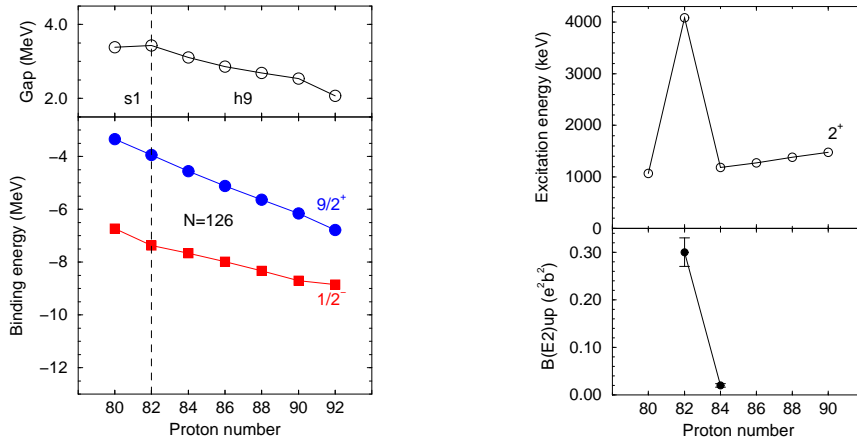 4.0
2.0
Gap (MeV)
s1
h9
−4
−6
−8
−10
−12
Binding energy (MeV)
9/2⁺
N=126
1/2⁻
80 82 84 86 88 90 92
Proton number
4000
3000
2000
1000
0
Excitation energy (keV)
2⁺
0.30
0.20
0.10
0.00
B(E2)up (e²b²)
80 82 84 86 88 90
Proton number